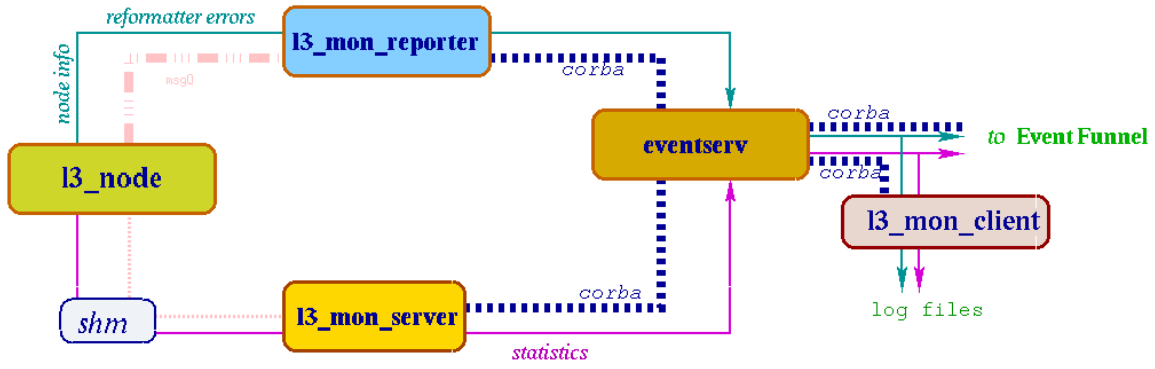 reformatter errors
node info
l3_mon_reporter
msgQ
corba
corba
eventserv
to Event Funnel
l3_node
corba
l3_mon_client
corba
shm
l3_mon_server
log files
statistics